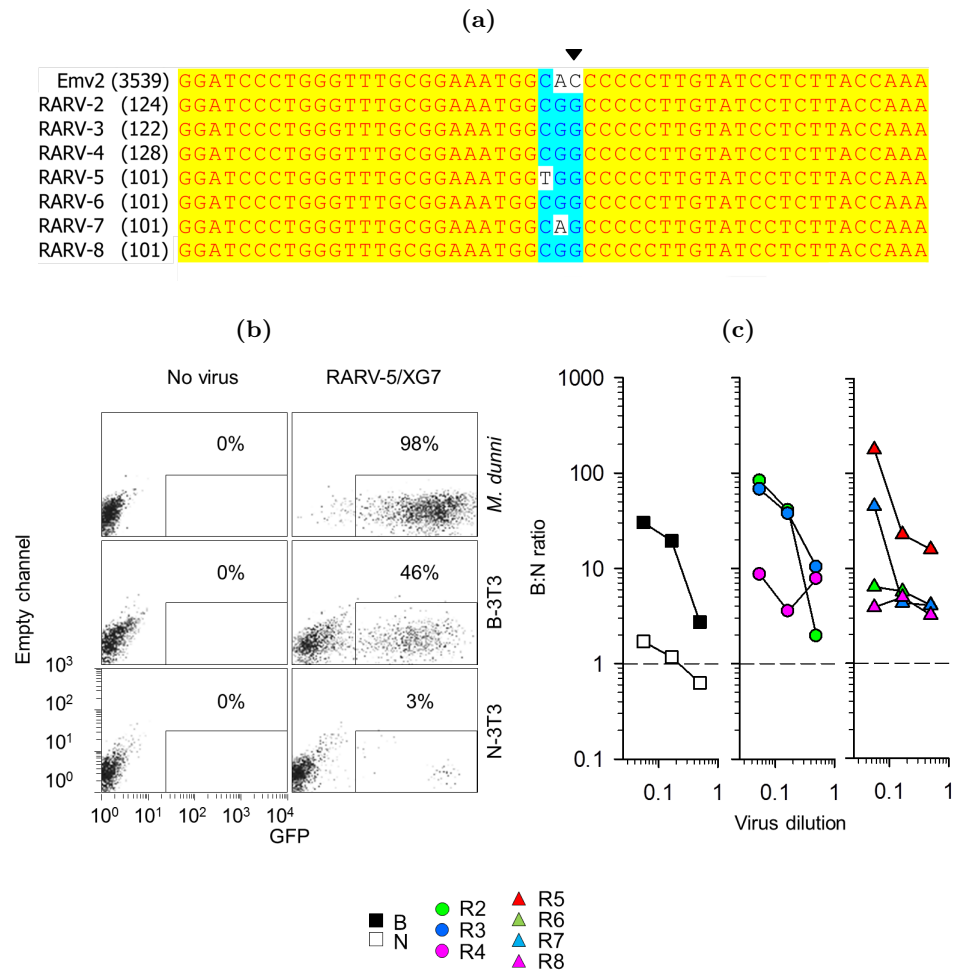 (a)
Emv2 (3539) GGATCCCTGGGTTTGCGGAAATGGCACCCCCCTTGTATCCTCTTACCAAA
RARV-2 (124) GGATCCCTGGGTTTGCGGAAATGGCGGCCCCCTTGTATCCTCTTACCAAA
RARV-3 (122) GGATCCCTGGGTTTGCGGAAATGGCGGCCCCCTTGTATCCTCTTACCAAA
RARV-4 (128) GGATCCCTGGGTTTGCGGAAATGGCGGCCCCCTTGTATCCTCTTACCAAA
RARV-5 (101) GGATCCCTGGGTTTGCGGAAATGGTGGCCCCCTTGTATCCTCTTACCAAA
RARV-6 (101) GGATCCCTGGGTTTGCGGAAATGGCGGCCCCCTTGTATCCTCTTACCAAA
RARV-7 (101) GGATCCCTGGGTTTGCGGAAATGGCAGCCCCCTTGTATCCTCTTACCAAA
RARV-8 (101) GGATCCCTGGGTTTGCGGAAATGGCGGCCCCCTTGTATCCTCTTACCAAA
(b)
No virus RARV-5/XG7
0% 98%
M. dunni
0% 46%
B-3T3
0% 3%
N-3T3
Empty channel
10³
10²
10¹
10⁰
10⁰ 10¹ 10² 10³ 10⁴
GFP
(c)
1000
100
10
1
0.1
B:N ratio
0.1 1 0.1 1 0.1 1
Virus dilution
B
N
R2
R3
R4
R5
R6
R7
R8